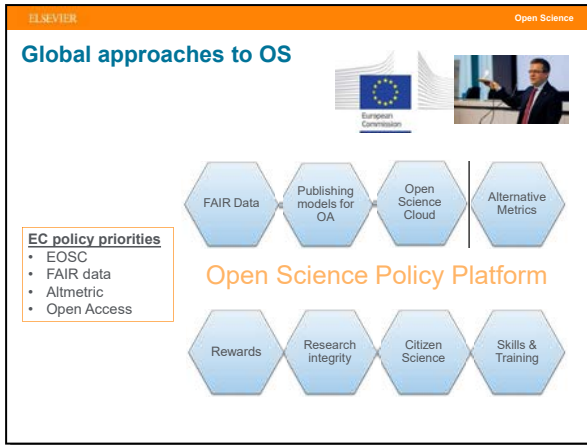 ELSEVIER
Open Science
Global approaches to OS
European
Commission
FAIR Data
Publishing
models for
OA
Open
Science
Cloud
Alternative
Metrics
EC policy priorities
• EOSC
• FAIR data
• Altmetric
• Open Access
Open Science Policy Platform
Rewards
Research
integrity
Citizen
Science
Skills &
Training